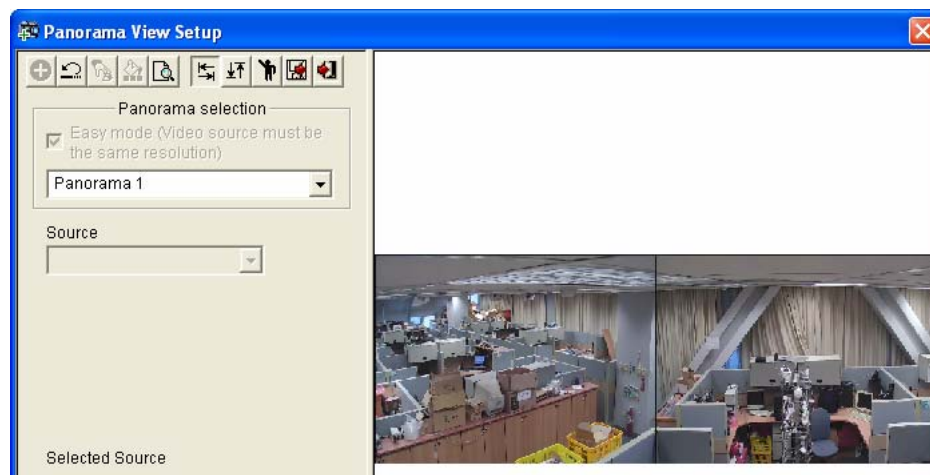 Panorama View Setup
Panorama selection
Easy mode (Video source must be
the same resolution)
Panorama 1
Source
Selected Source